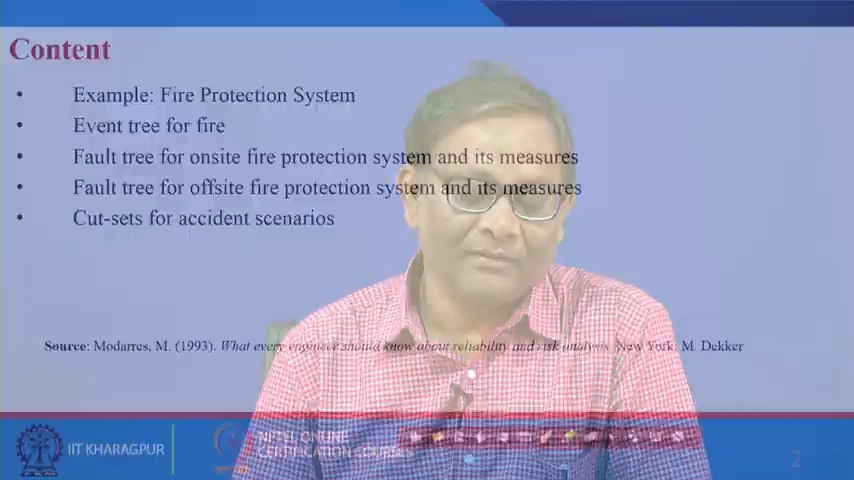 Content
• Example: Fire Protection System
• Event tree for fire
• Fault tree for onsite fire protection system and its measures
• Fault tree for offsite fire protection system and its measures
• Cut-sets for accident scenarios
Source: Modarres, M. (1993). What every engineer should know about reliability and risk analysis. New York: M. Dekker
IIT KHARAGPUR
NPTEL ONLINE
CERTIFICATION COURSES
2